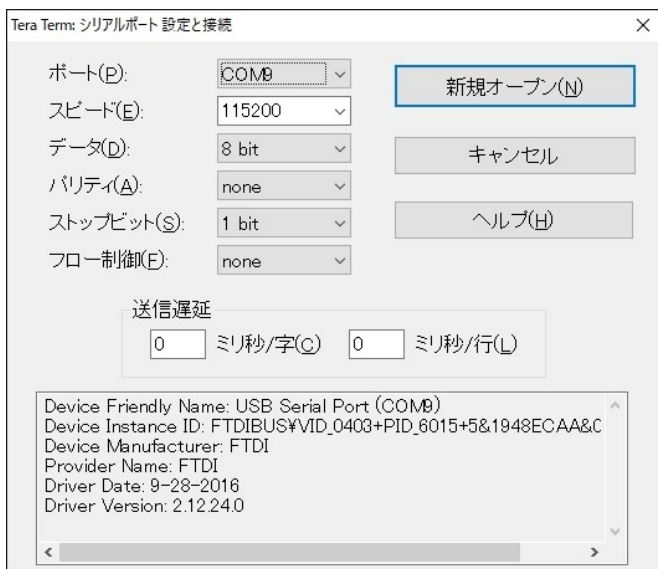 Tera Term: シリアルポート 設定と接続
ポート(P):
COM9
新規オープン(N)
スピード(E):
115200
データ(D):
8 bit
キャンセル
パリティ(A):
none
ストップビット(S):
1 bit
ヘルプ(H)
フロー制御(F):
none
送信遅延
0 ミリ秒/字(C) 0 ミリ秒/行(L)
Device Friendly Name: USB Serial Port (COM9)
Device Instance ID: FTDIBUS¥VID_0403+PID_6015+5&1948ECAA&0
Device Manufacturer: FTDI
Provider Name: FTDI
Driver Date: 9-28-2016
Driver Version: 2.12.24.0